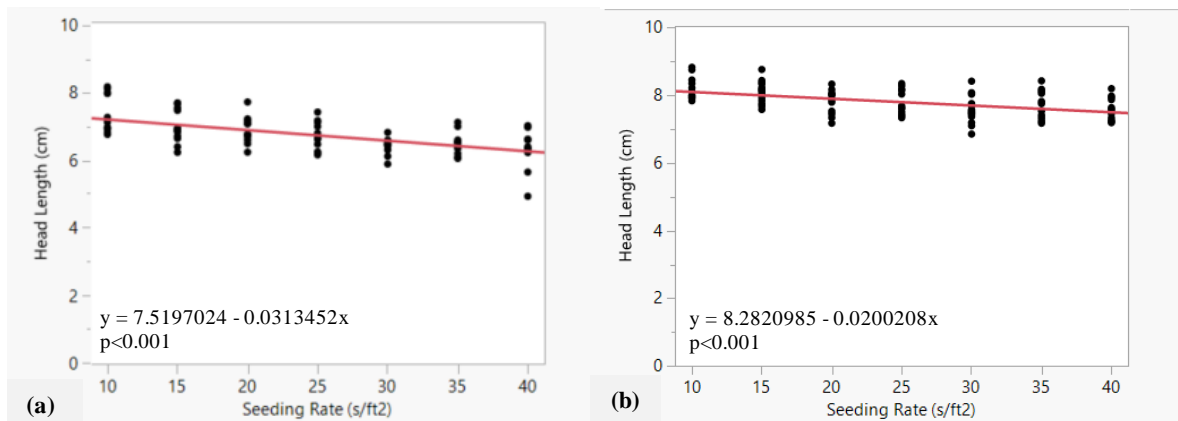 10
8
6
4
2
0
Head Length (cm)
y = 7.5197024 - 0.0313452x
p<0.001
10 15 20 25 30 35 40
Seeding Rate (s/ft2)
(a)
10
8
6
4
2
0
Head Length (cm)
y = 8.2820985 - 0.0200208x
p<0.001
10 15 20 25 30 35 40
Seeding Rate (s/ft2)
(b)